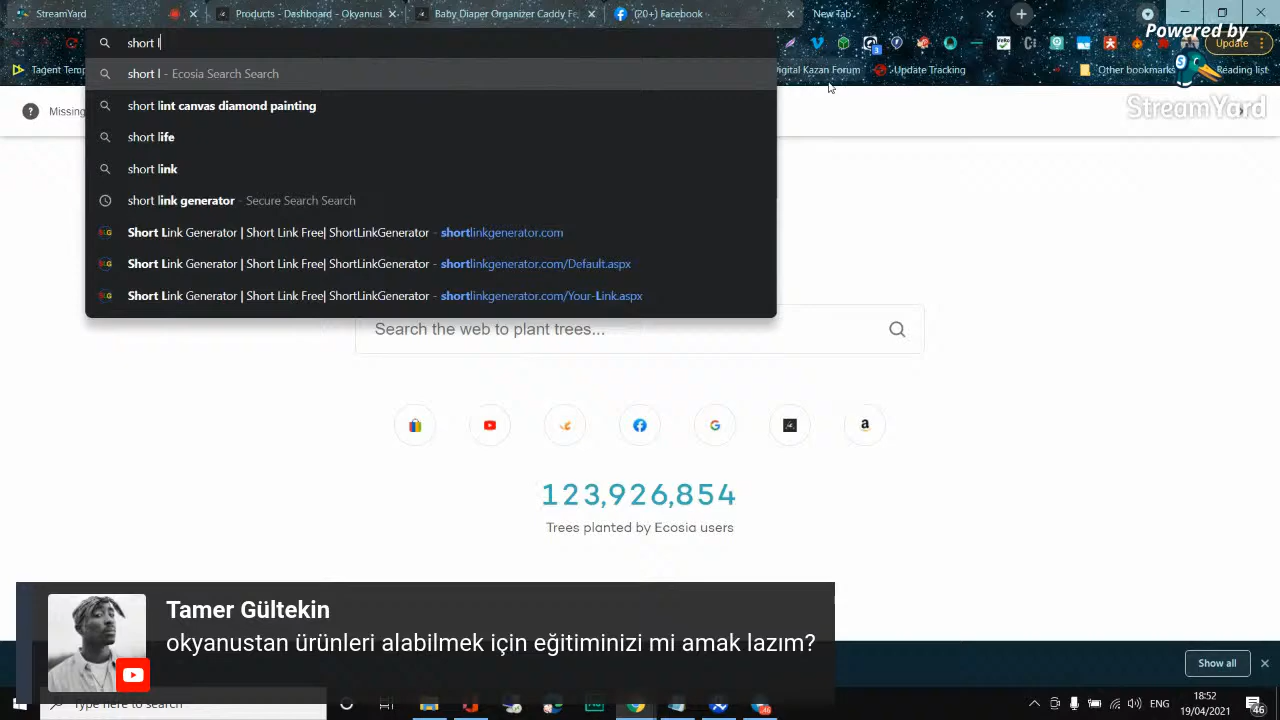 StreamYard
Products - Dashboard - Okyanusi
Baby Diaper Organizer Caddy Fe
(20+) Facebook
New Tab
short l
Powered by
StreamYard
Update
Tagent Temp
Digital Kazan Forum
Update Tracking
Other bookmarks
Reading list
Missing
short l - Ecosia Search Search
short lint canvas diamond painting
short life
short link
short link generator - Secure Search Search
Short Link Generator | Short Link Free| ShortLinkGenerator - shortlinkgenerator.com
Short Link Generator | Short Link Free| ShortLinkGenerator - shortlinkgenerator.com/Default.aspx
Short Link Generator | Short Link Free| ShortLinkGenerator - shortlinkgenerator.com/Your-Link.aspx
Search the web to plant trees...
123,926,854
Trees planted by Ecosia users
Tamer Gültekin
okyanustan ürünleri alabilmek için eğitiminizi mi amak lazım?
Show all
Type here to search
ENG
18:52
19/04/2021
46